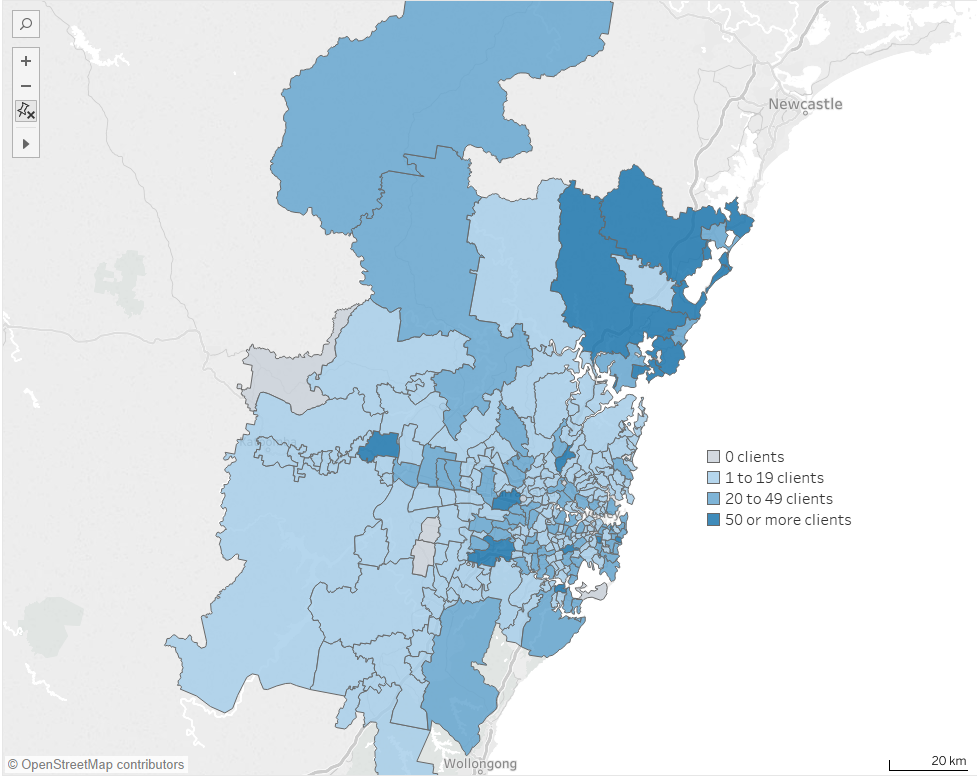 Newcastle
0 clients
1 to 19 clients
20 to 49 clients
50 or more clients
Wollongong
© OpenStreetMap contributors
20 km